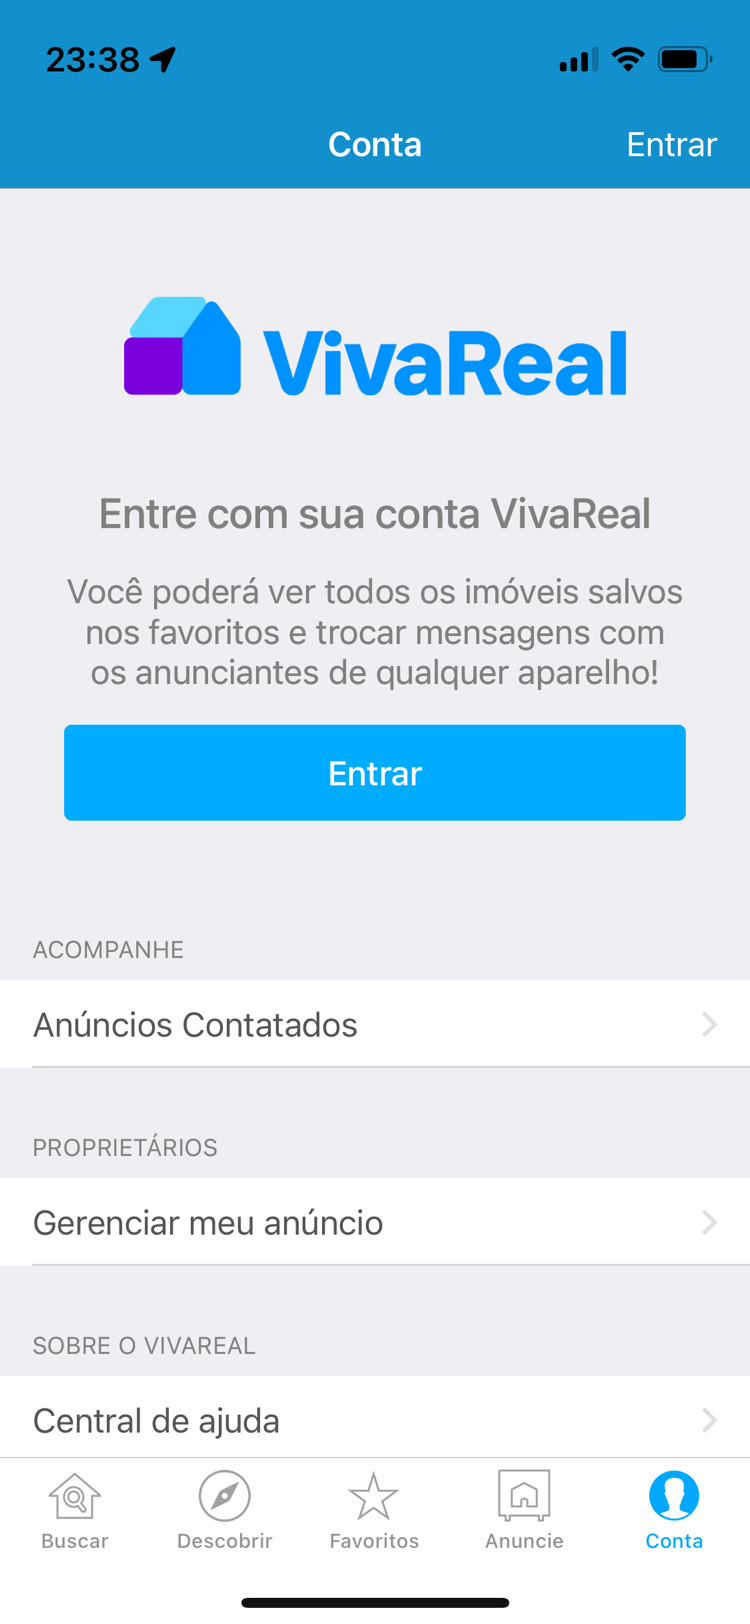 23:38
Conta
Entrar
VivaReal
Entre com sua conta VivaReal
Você poderá ver todos os imóveis salvos
nos favoritos e trocar mensagens com
os anunciantes de qualquer aparelho!
Entrar
ACOMPANHE
Anúncios Contatados
PROPRIETÁRIOS
Gerenciar meu anúncio
SOBRE O VIVAREAL
Central de ajuda
Buscar
Descobrir
Favoritos
Anuncie
Conta